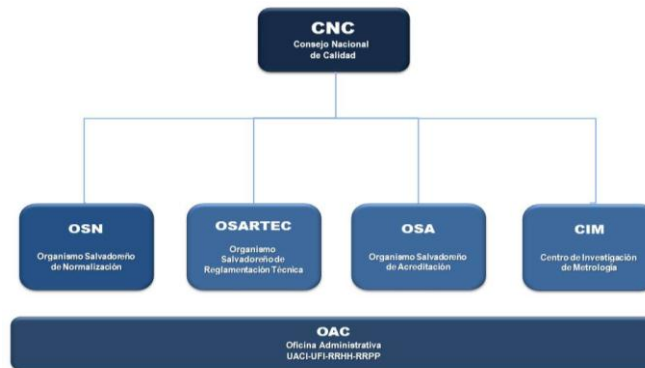 CNC
Consejo Nacional
de Calidad
OSN
Organismo Salvadoreño
de Normalización
OSARTEC
Organismo
Salvadoreño de
Reglamentación Técnica
OSA
Organismo Salvadoreño
de Acreditación
CIM
Centro de Investigación
de Metrología
OAC
Oficina Administrativa
UACI-UFI-RRHH-RRPP